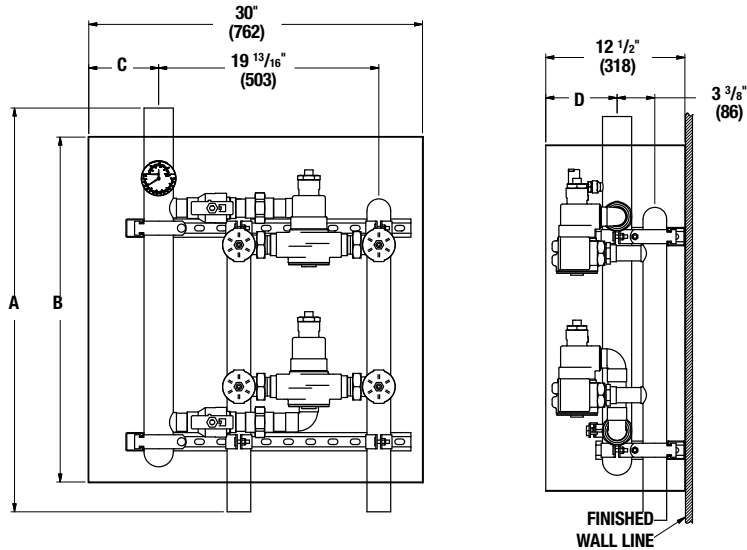 30"
(762)
C
19 13/16"
(503)
12 1/2"
(318)
D
3 3/8"
(86)
A
B
FINISHED
WALL LINE